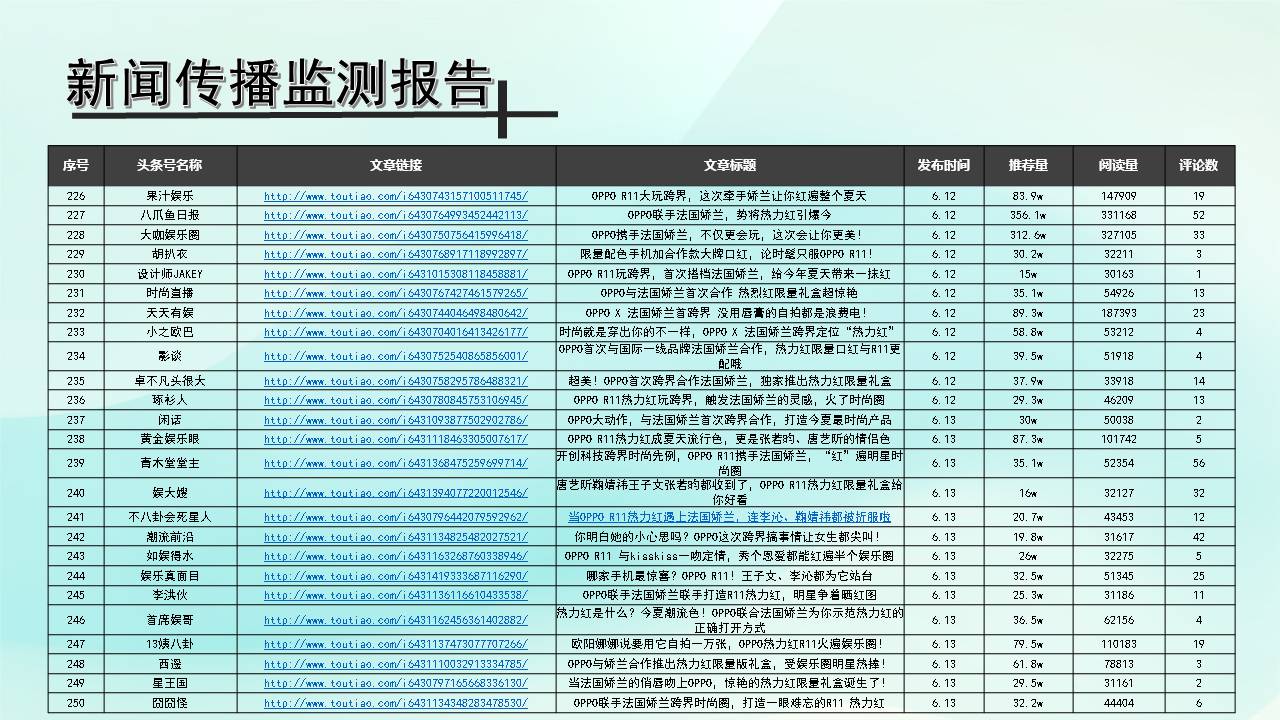 新闻传播监测报告
序号 头条号名称 文章链接 文章标题 发布时间 推荐量 阅读量 评论数
226 果汁娱乐 http://www.toutiao.com/i6430743157100511745/ OPPO R11大玩跨界，这次牵手娇兰让你红遍整个夏天 6.12 83.9w 147909 19
227 八爪鱼日报 http://www.toutiao.com/i6430764993452442113/ OPPO联手法国娇兰，势将热力红引爆今 6.12 356.1w 331168 52
228 大咖娱乐圈 http://www.toutiao.com/i6430750756415996418/ OPPO携手法国娇兰，不仅更会玩，这次会让你更美！ 6.12 312.6w 327105 33
229 胡扒衣 http://www.toutiao.com/i6430768917118992897/ 限量配色手机加合作款大牌口红，论时髦只服OPPO R11！ 6.12 30.2w 32211 3
230 设计师JAKEY http://www.toutiao.com/i6431015308118458881/ OPPO R11玩跨界，首次搭档法国娇兰，给今年夏天带来一抹红 6.12 15w 30163 1
231 时尚直播 http://www.toutiao.com/i6430767427461579265/ OPPO与法国娇兰首次合作 热烈红限量礼盒超惊艳 6.12 35.1w 54926 13
232 天天有娱 http://www.toutiao.com/i6430744046498480642/ OPPO X 法国娇兰首跨界 没用唇膏的自拍都是浪费电！ 6.12 89.3w 187393 23
233 小之欧巴 http://www.toutiao.com/i6430704016413426177/ 时尚就是穿出你的不一样，OPPO X 法国娇兰跨界定位“热力红” 6.12 58.8w 53212 4
234 影谈 http://www.toutiao.com/i6430752540865856001/ OPPO首次与国际一线品牌法国娇兰合作，热力红限量口红与R11更
配哦 6.12 39.5w 51918 4
235 卓不凡头很大 http://www.toutiao.com/i6430758295786488321/ 超美！OPPO首次跨界合作法国娇兰，独家推出热力红限量礼盒 6.12 37.9w 33918 14
236 琢衫人 http://www.toutiao.com/i6430780845753106945/ OPPO R11热力红玩跨界，触发法国娇兰的灵感，火了时尚圈 6.12 29.3w 46209 13
237 闲话 http://www.toutiao.com/i6431093877502902786/ OPPO大动作，与法国娇兰首次跨界合作，打造今夏最时尚产品 6.13 30w 50038 2
238 黄金娱乐眼 http://www.toutiao.com/i6431118463305007617/ OPPO R11热力红成夏天流行色，更是张若昀、唐艺昕的情侣色 6.13 87.3w 101742 5
239 青木堂堂主 http://www.toutiao.com/i6431368475259699714/ 开创科技跨界时尚先例，OPPO R11携手法国娇兰，“红”遍明星时
尚圈 6.13 35.1w 52354 56
240 娱大嫂 http://www.toutiao.com/i6431394077220012546/ 唐艺昕鞠婧祎王子文张若昀都收到了，OPPO R11热力红限量礼盒给
你好看 6.13 16w 32127 32
241 不八卦会死星人 http://www.toutiao.com/i6430796442079592962/ 当OPPO R11热力红遇上法国娇兰，连李沁、鞠婧祎都被折服啦 6.13 20.7w 43453 12
242 潮流前沿 http://www.toutiao.com/i6431134825482027521/ 你明白她的小心思吗？OPPO这次跨界搞事情让女生都尖叫！ 6.13 19.8w 31617 42
243 如娱得水 http://www.toutiao.com/i6431163268760338946/ OPPO R11 与kisskiss一吻定情，秀个恩爱都能红遍半个娱乐圈 6.13 26w 32275 5
244 娱乐真面目 http://www.toutiao.com/i6431419333687116290/ 哪家手机最惊喜？OPPO R11！王子文、李沁都为它站台 6.13 32.5w 51345 25
245 李洪伙 http://www.toutiao.com/i6431136116610433538/ OPPO联手法国娇兰联手打造R11热力红，明星争着晒红图 6.13 25.3w 31186 11
246 首席娱哥 http://www.toutiao.com/i6431162456361402882/ 热力红是什么？今夏潮流色！OPPO联合法国娇兰为你示范热力红的
正确打开方式 6.13 36.5w 62156 4
247 13姨八卦 http://www.toutiao.com/i6431137473077707266/ 欧阳娜娜说要用它自拍一万张，OPPO热力红R11火遍娱乐圈！ 6.13 79.5w 110183 19
248 西遥 http://www.toutiao.com/i6431110032913334785/ OPPO与娇兰合作推出热力红限量版礼盒，受娱乐圈明星热捧！ 6.13 61.8w 78813 3
249 星王国 http://www.toutiao.com/i6430797165668336130/ 当法国娇兰的俏唇吻上OPPO，惊艳的热力红限量礼盒诞生了！ 6.13 29.5w 31161 2
250 囧囧怪 http://www.toutiao.com/i6431134348283478530/ OPPO联手法国娇兰跨界时尚圈，打造一眼难忘的R11 热力红 6.13 32.2w 44404 6